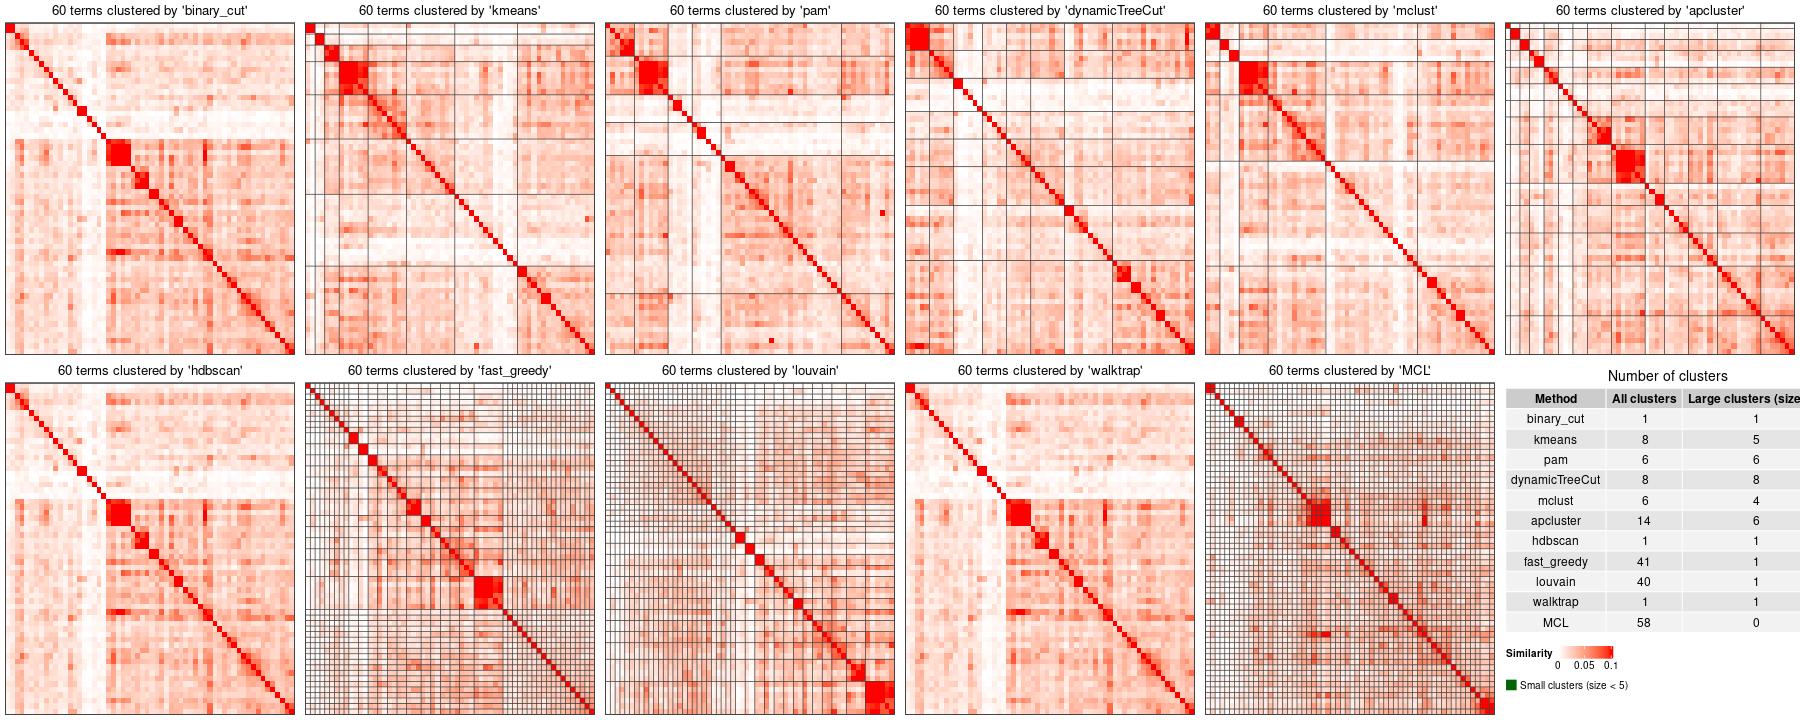 60 terms clustered by 'binary_cut'
60 terms clustered by 'kmeans'
60 terms clustered by 'pam'
60 terms clustered by 'dynamicTreeCut'
60 terms clustered by 'mclust'
60 terms clustered by 'apcluster'
60 terms clustered by 'hdbscan'
60 terms clustered by 'fast_greedy'
60 terms clustered by 'louvain'
60 terms clustered by 'walktrap'
60 terms clustered by 'MCL'
Number of clusters
Method All clusters Large clusters (size
binary_cut 1 1
kmeans 8 5
pam 6 6
dynamicTreeCut 8 8
mclust 6 4
apcluster 14 6
hdbscan 1 1
fast_greedy 41 1
louvain 40 1
walktrap 1 1
MCL 58 0
Similarity
0 0.05 0.1
Small clusters (size < 5)